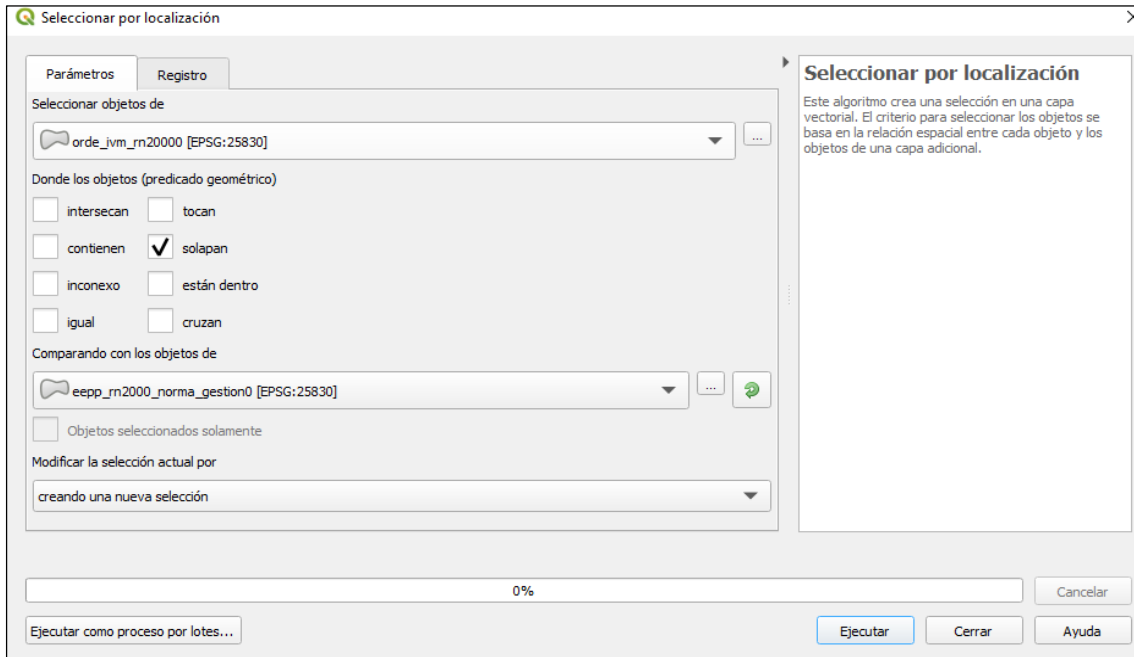 Seleccionar por localización
Parámetros
Registro
Seleccionar objetos de
orde_ivm_rn20000 [EPSG:25830]
...
Donde los objetos (predicado geométrico)
intersecan
tocan
contienen
solapan
inconexo
están dentro
igual
cruzan
Comparando con los objetos de
eepp_rn2000_norma_gestion0 [EPSG:25830]
...
Objetos seleccionados solamente
Modificar la selección actual por
creando una nueva selección
Seleccionar por localización
Este algoritmo crea una selección en una capa
vectorial. El criterio para seleccionar los objetos se
basa en la relación espacial entre cada objeto y los
objetos de una capa adicional.
0%
Cancelar
Ejecutar como proceso por lotes...
Ejecutar
Cerrar
Ayuda